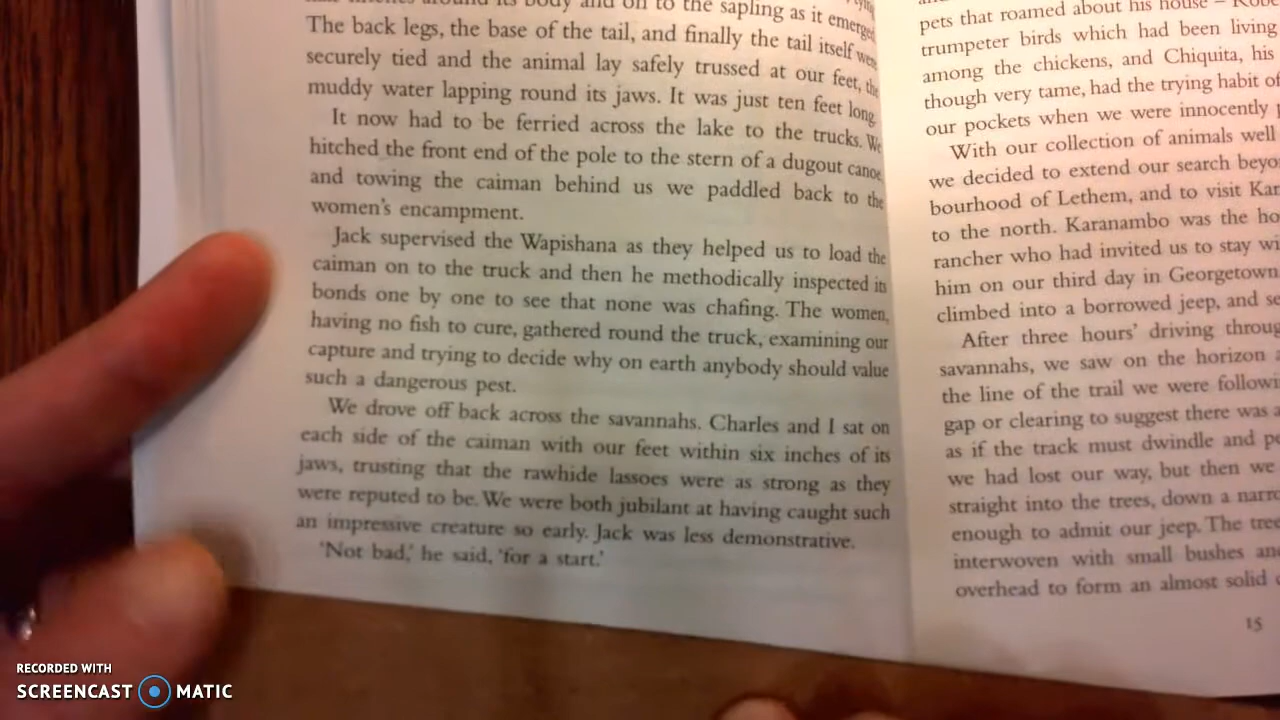 its body and on to the sapling as it emerged
The back legs, the base of the tail, and finally the tail itself were
securely tied and the animal lay safely trussed at our feet, the
muddy water lapping round its jaws. It was just ten feet long.
It now had to be ferried across the lake to the trucks. We
hitched the front end of the pole to the stern of a dugout canoe
and towing the caiman behind us we paddled back to the
women's encampment.
Jack supervised the Wapishana as they helped us to load the
caiman on to the truck and then he methodically inspected its
bonds one by one to see that none was chafing. The women,
having no fish to cure, gathered round the truck, examining our
capture and trying to decide why on earth anybody should value
such a dangerous pest.
We drove off back across the savannahs. Charles and I sat on
each side of the caiman with our feet within six inches of its
jaws, trusting that the rawhide lassoes were as strong as they
were reputed to be. We were both jubilant at having caught such
an impressive creature so early. Jack was less demonstrative.
'Not bad,' he said, 'for a start.'
pets that roamed about his house –
trumpeter birds which had been living
among the chickens, and Chiquita, his
though very tame, had the trying habit of
our pockets when we were innocently
With our collection of animals well
we decided to extend our search
bourhood of Lethem, and to visit
to the north. Karanambo was the
rancher who had invited us to stay
him on our third day in Georgetown.
climbed into a borrowed jeep, and
After three hours' driving
savannahs, we saw on the horizon
the line of the trail we were
gap or clearing to suggest there was
as if the track must dwindle and
we had lost our way, but then we
straight into the trees, down a
enough to admit our jeep. The
interwoven with small bushes
overhead to form an almost solid
15
RECORDED WITH
SCREENCAST MATIC